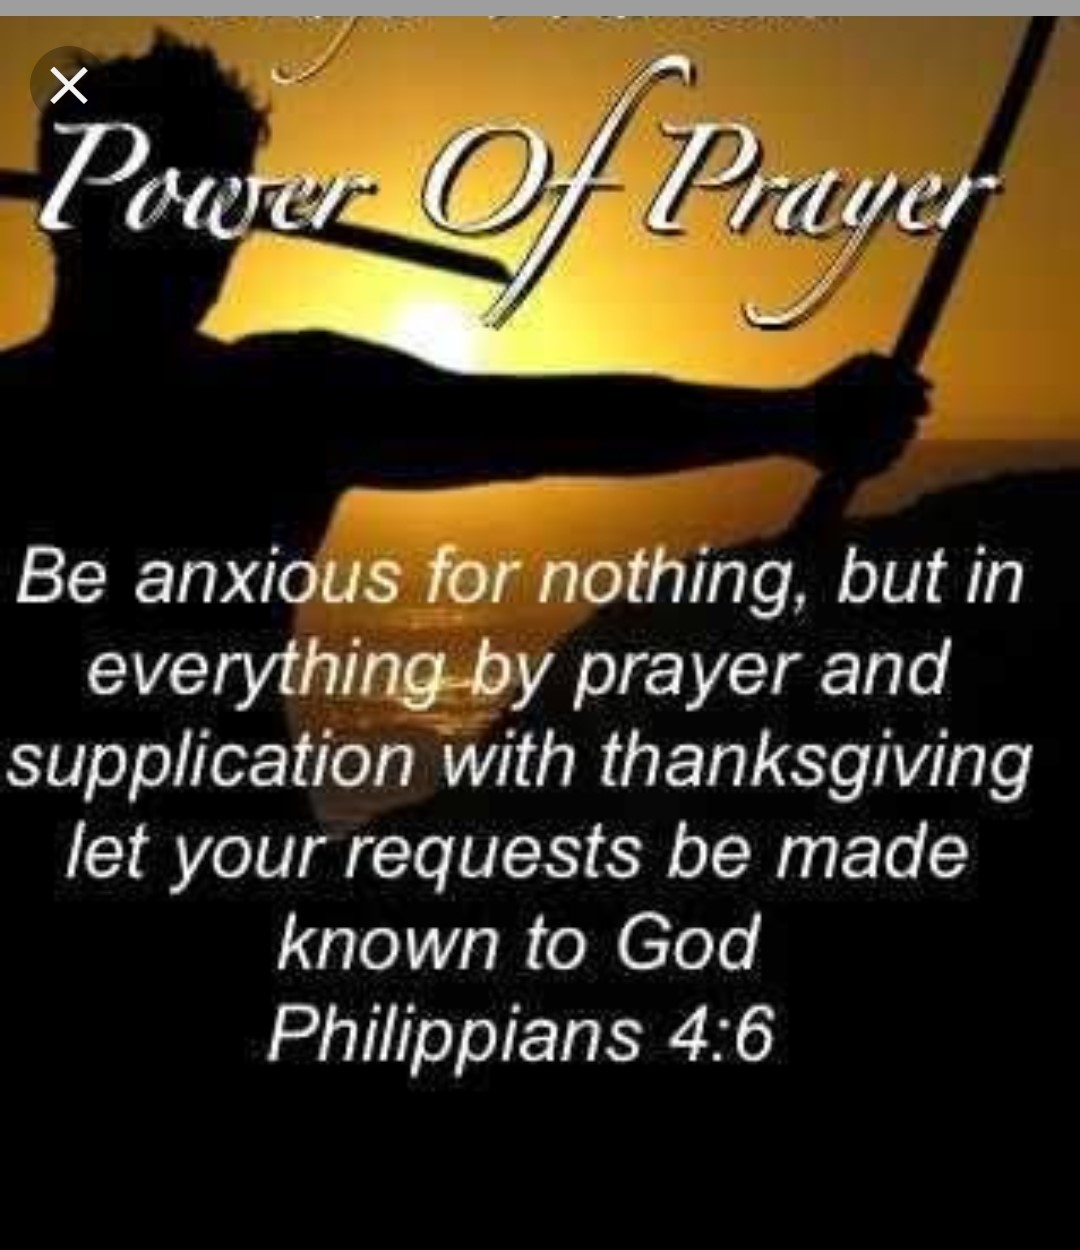 Power Of Prayer
Be anxious for nothing, but in
everything by prayer and
supplication with thanksgiving
let your requests be made
known to God
Philippians 4:6